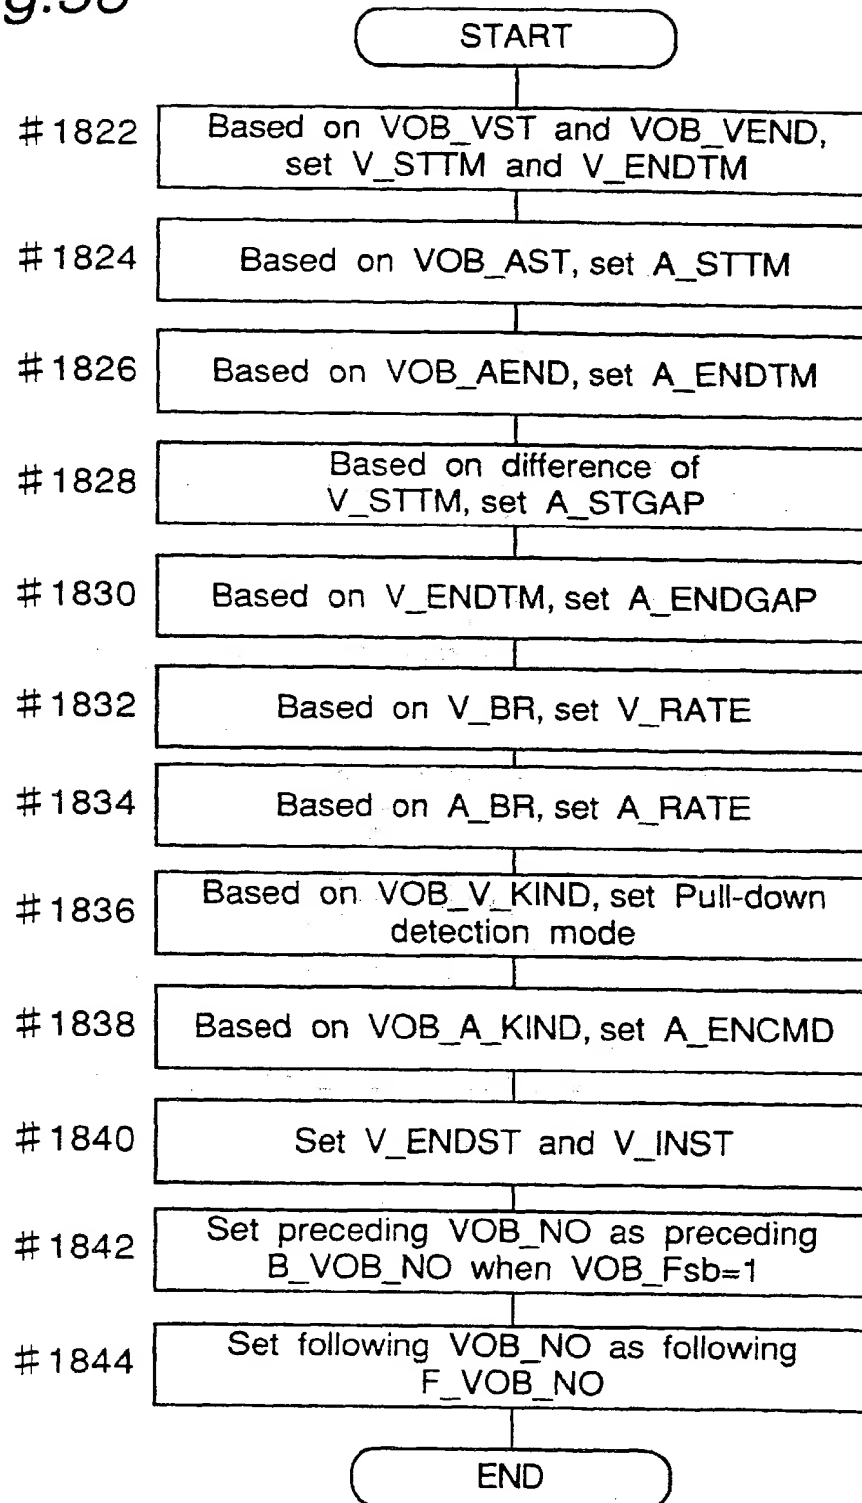 START
#1822
Based on VOB_VST and VOB_VEND,
set V_STTM and V_ENDTM
#1824
Based on VOB_AST, set A_STTM
#1826
Based on VOB_AEND, set A_ENDTM
#1828
Based on difference of
V_STTM, set A_STGAP
#1830
Based on V_ENDTM, set A_ENDGAP
#1832
Based on V_BR, set V_RATE
#1834
Based on A_BR, set A_RATE
#1836
Based on VOB_V_KIND, set Pull-down
detection mode
#1838
Based on VOB_A_KIND, set A_ENCMD
#1840
Set V_ENDST and V_INST
#1842
Set preceding VOB_NO as preceding
B_VOB_NO when VOB_Fsb=1
#1844
Set following VOB_NO as following
F_VOB_NO
END